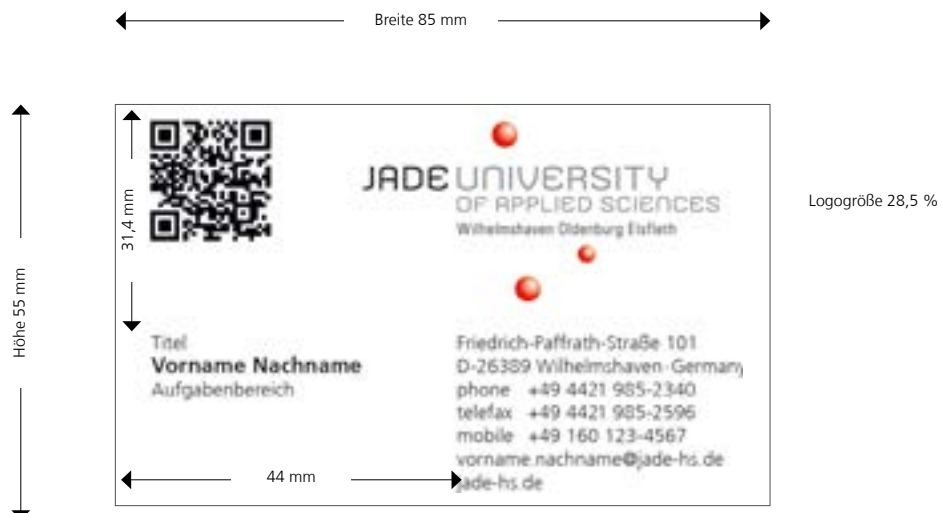 Breite 85 mm
Höhe 55 mm
31,4 mm
JADE UNIVERSITY
OF APPLIED SCIENCES
Wilhelmshaven Oldenburg Elsfleth
Logogröße 28,5 %
Titel
Vorname Nachname
Aufgabenbereich
Friedrich-Paffrath-Straße 101
D-26389 Wilhelmshaven · Germany
phone +49 4421 985-2340
telefax +49 4421 985-2596
mobile +49 160 123-4567
vorname.nachname@jade-hs.de
jade-hs.de
44 mm